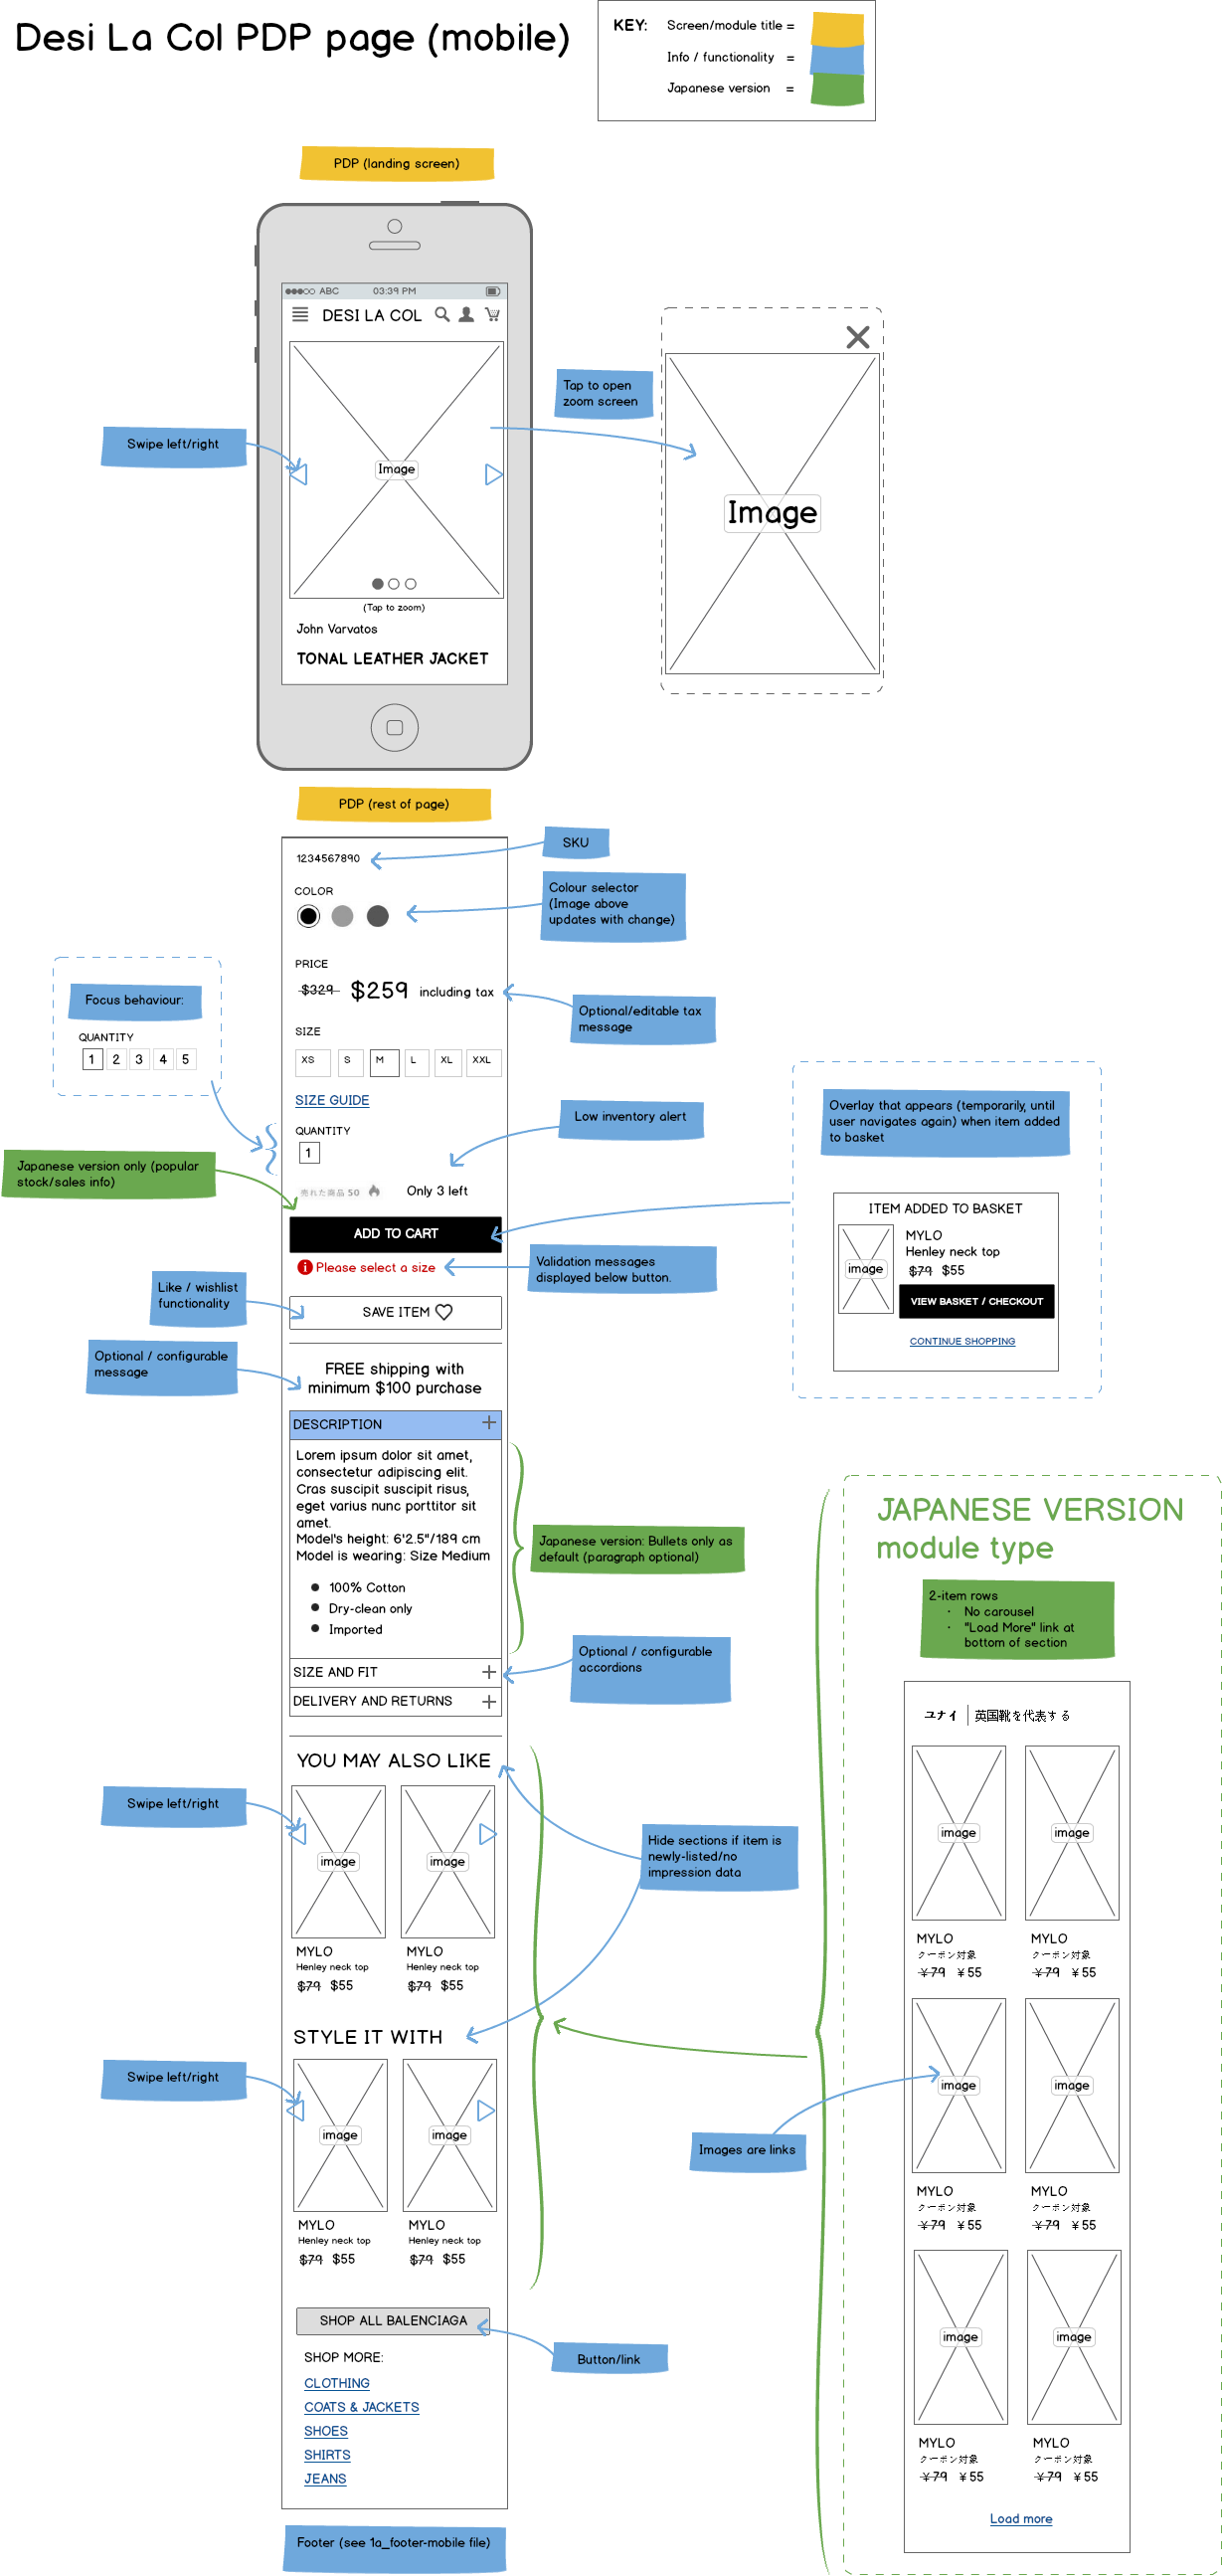 Desi La Col PDP page (mobile)
KEY:
Screen/module title =
Info / functionality =
Japanese version =
PDP (landing screen)
ABC 03:39 PM
DESI LA COL
Tap to open
zoom screen
Swipe left/right
Image
Image
(Tap to zoom)
John Varvatos
TONAL LEATHER JACKET
PDP (rest of page)
1234567890
SKU
COLOR
Colour selector
(Image above
updates with change)
PRICE
$329 $259 including tax
Optional/editable tax
message
Focus behaviour:
QUANTITY
1 2 3 4 5
SIZE
XS S M L XL XXL
SIZE GUIDE
Low inventory alert
QUANTITY
1
Japanese version only (popular
stock/sales info)
売れた商品 50
Only 3 left
ADD TO CART
Overlay that appears (temporarily, until
user navigates again) when item added
to basket
ITEM ADDED TO BASKET
image
MYLO
Henley neck top
$79 $55
VIEW BASKET / CHECKOUT
CONTINUE SHOPPING
Please select a size
Validation messages
displayed below button.
Like / wishlist
functionality
SAVE ITEM
Optional / configurable
message
FREE shipping with
minimum $100 purchase
DESCRIPTION
Lorem ipsum dolor sit amet,
consectetur adipiscing elit.
Cras suscipit suscipit risus,
eget varius nunc porttitor sit
amet.
Model's height: 6'2.5"/189 cm
Model is wearing: Size Medium
● 100% Cotton
● Dry-clean only
● Imported
Japanese version: Bullets only as
default (paragraph optional)
SIZE AND FIT
DELIVERY AND RETURNS
Optional / configurable
accordions
YOU MAY ALSO LIKE
Swipe left/right
image image
Hide sections if item is
newly-listed/no
impression data
MYLO MYLO
Henley neck top Henley neck top
$79 $55 $79 $55
STYLE IT WITH
Swipe left/right
image image
MYLO MYLO
Henley neck top Henley neck top
$79 $55 $79 $55
SHOP ALL BALENCIAGA
Button/link
SHOP MORE:
CLOTHING
COATS & JACKETS
SHOES
SHIRTS
JEANS
Footer (see 1a_footer-mobile file)
JAPANESE VERSION
module type
2-item rows
· No carousel
· "Load More" link at
bottom of section
ユナイ | 英国靴を代表する
image image
MYLO MYLO
クーポン対象 クーポン対象
¥79 ¥55 ¥79 ¥55
image image
Images are links
MYLO MYLO
クーポン対象 クーポン対象
¥79 ¥55 ¥79 ¥55
image image
MYLO MYLO
クーポン対象 クーポン対象
¥79 ¥55 ¥79 ¥55
Load more